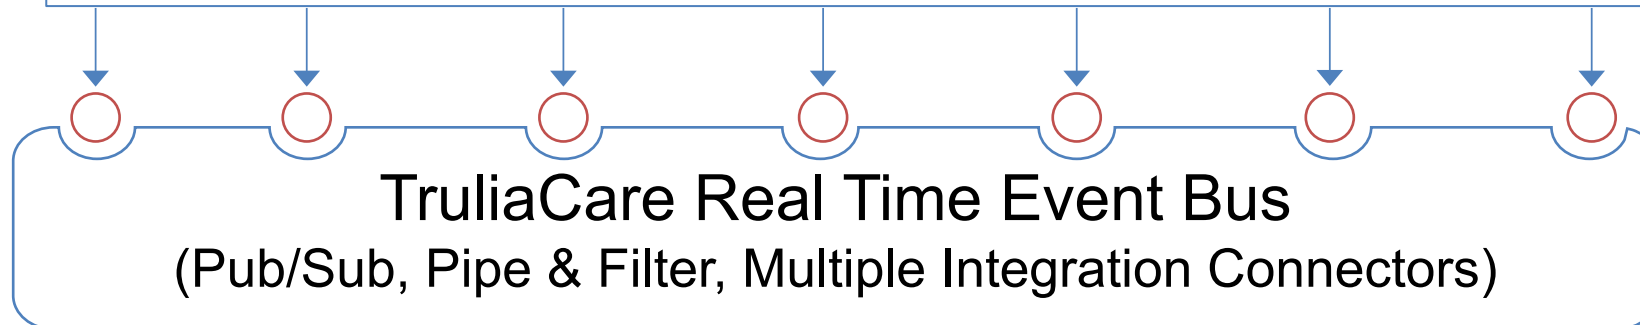 TruliaCare Real Time Event Bus
(Pub/Sub, Pipe & Filter, Multiple Integration Connectors)